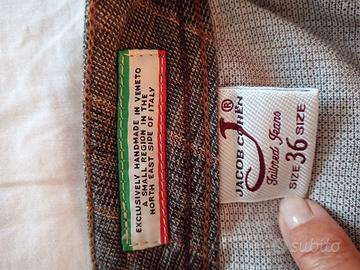 EXCLUSIVELY HANDMADE IN VENETO
A SMALL REGION IN THE
NORTH EAST SIDE OF ITALY
J®
JACOB COHËN
Tailored Jeans
SIZE 36 SIZE
subito